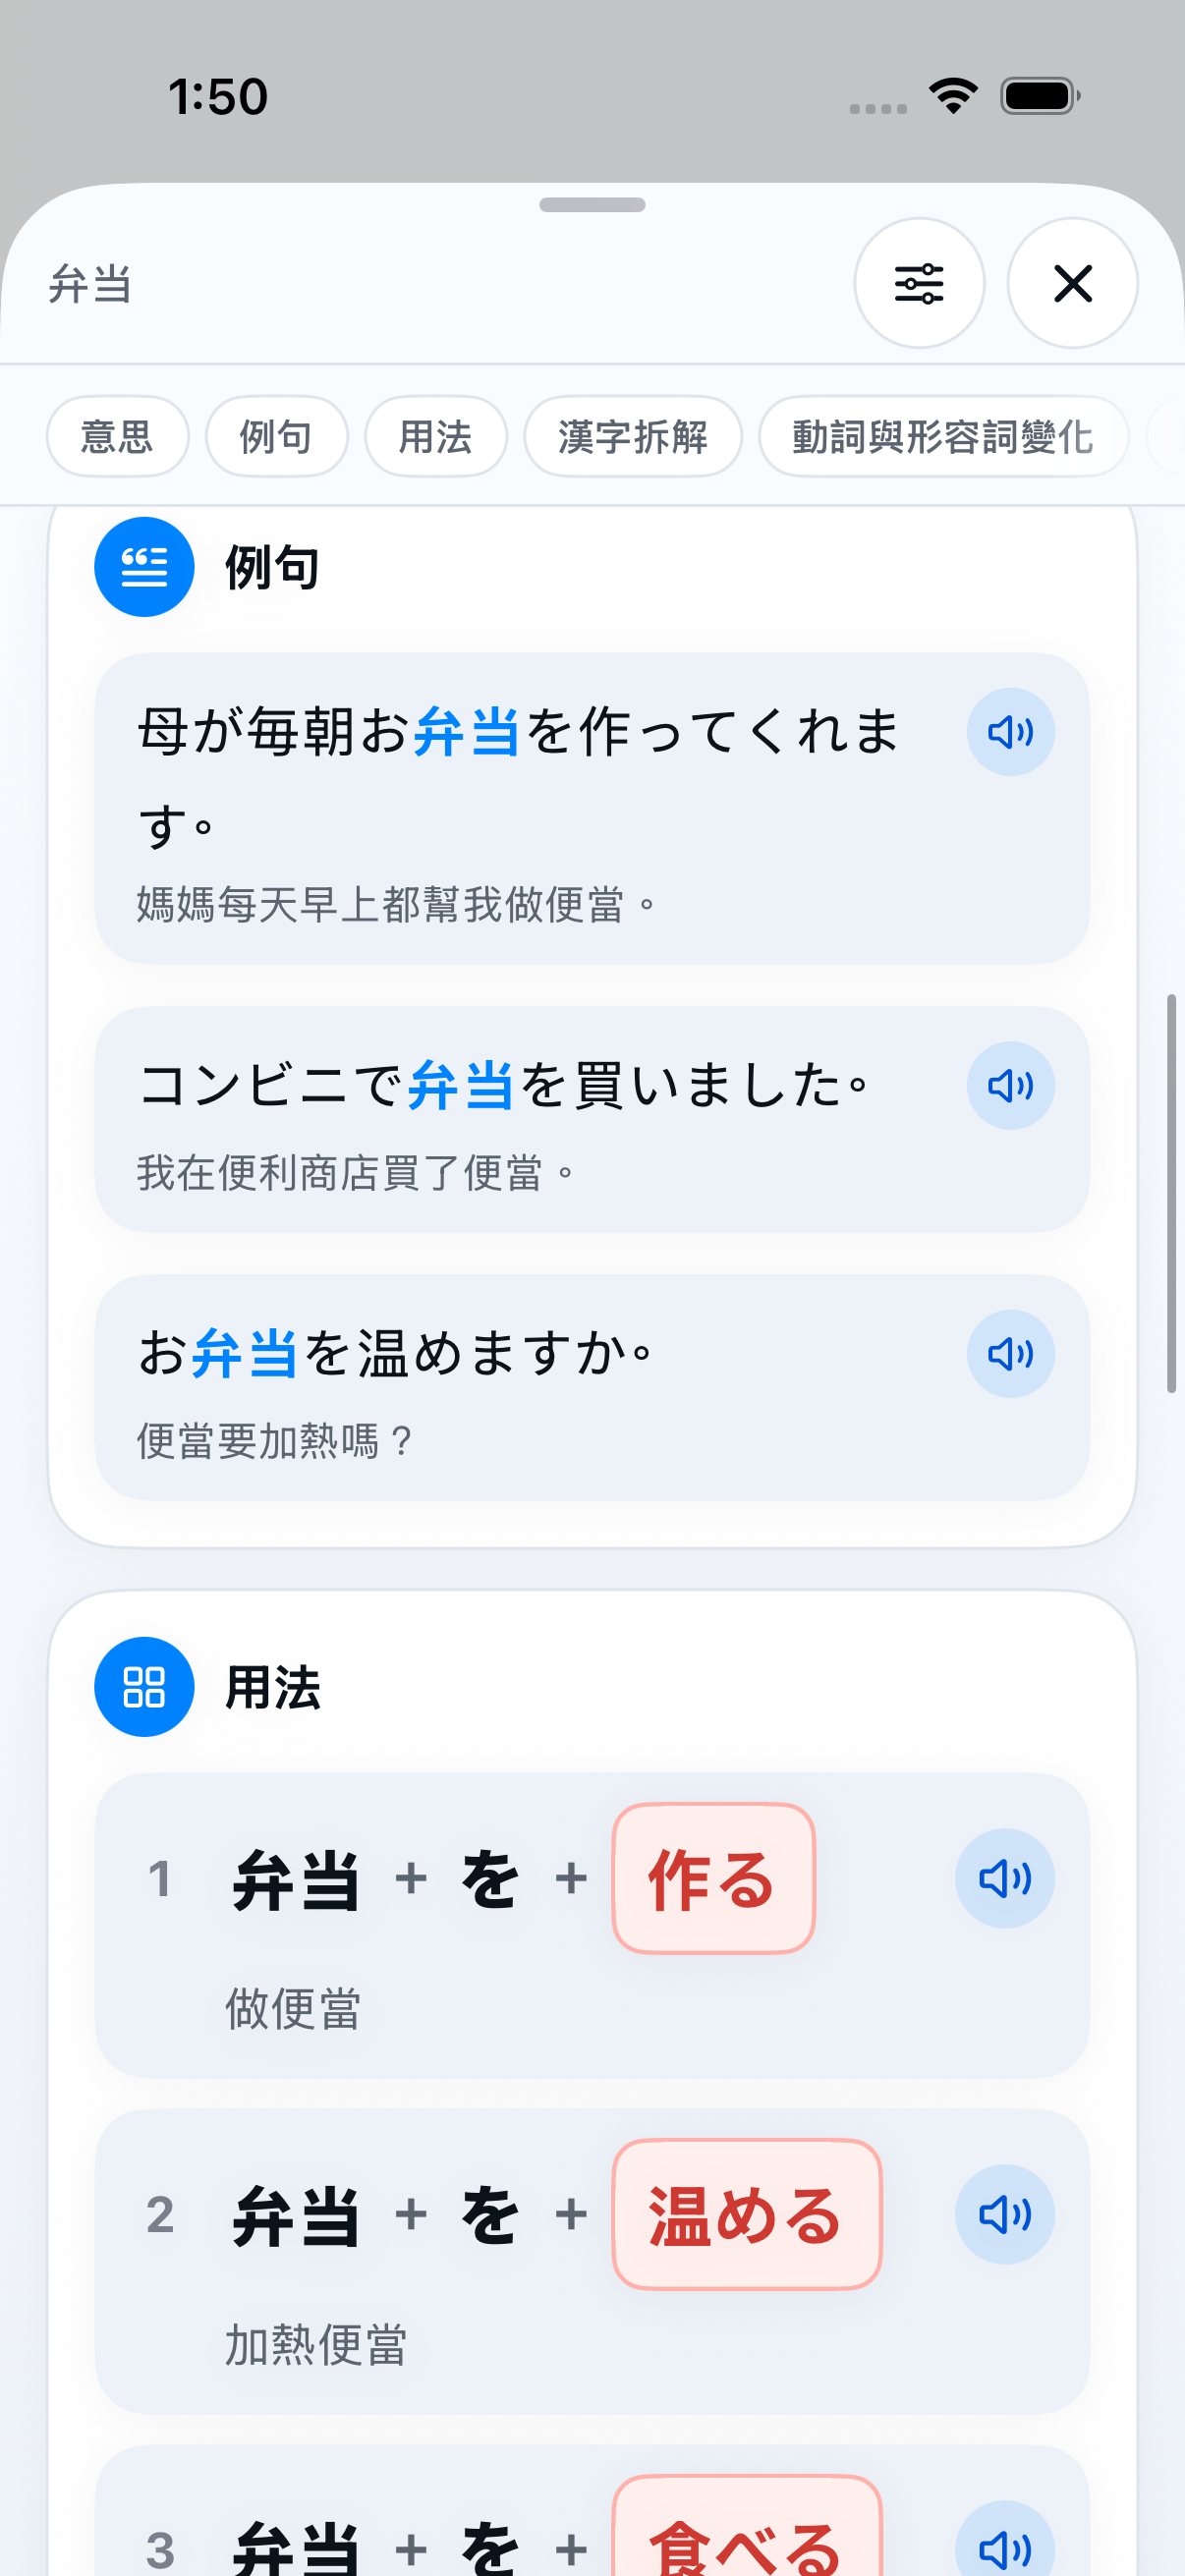 1:50
弁当
意思 例句 用法 漢字拆解 動詞與形容詞變化
例句
母が毎朝お弁当を作ってくれま
す。
媽媽每天早上都幫我做便當。
コンビニで弁当を買いました。
我在便利商店買了便當。
お弁当を温めますか。
便當要加熱嗎？
用法
1 弁当 + を + 作る
做便當
2 弁当 + を + 温める
加熱便當
3 弁当 + を + 食べる